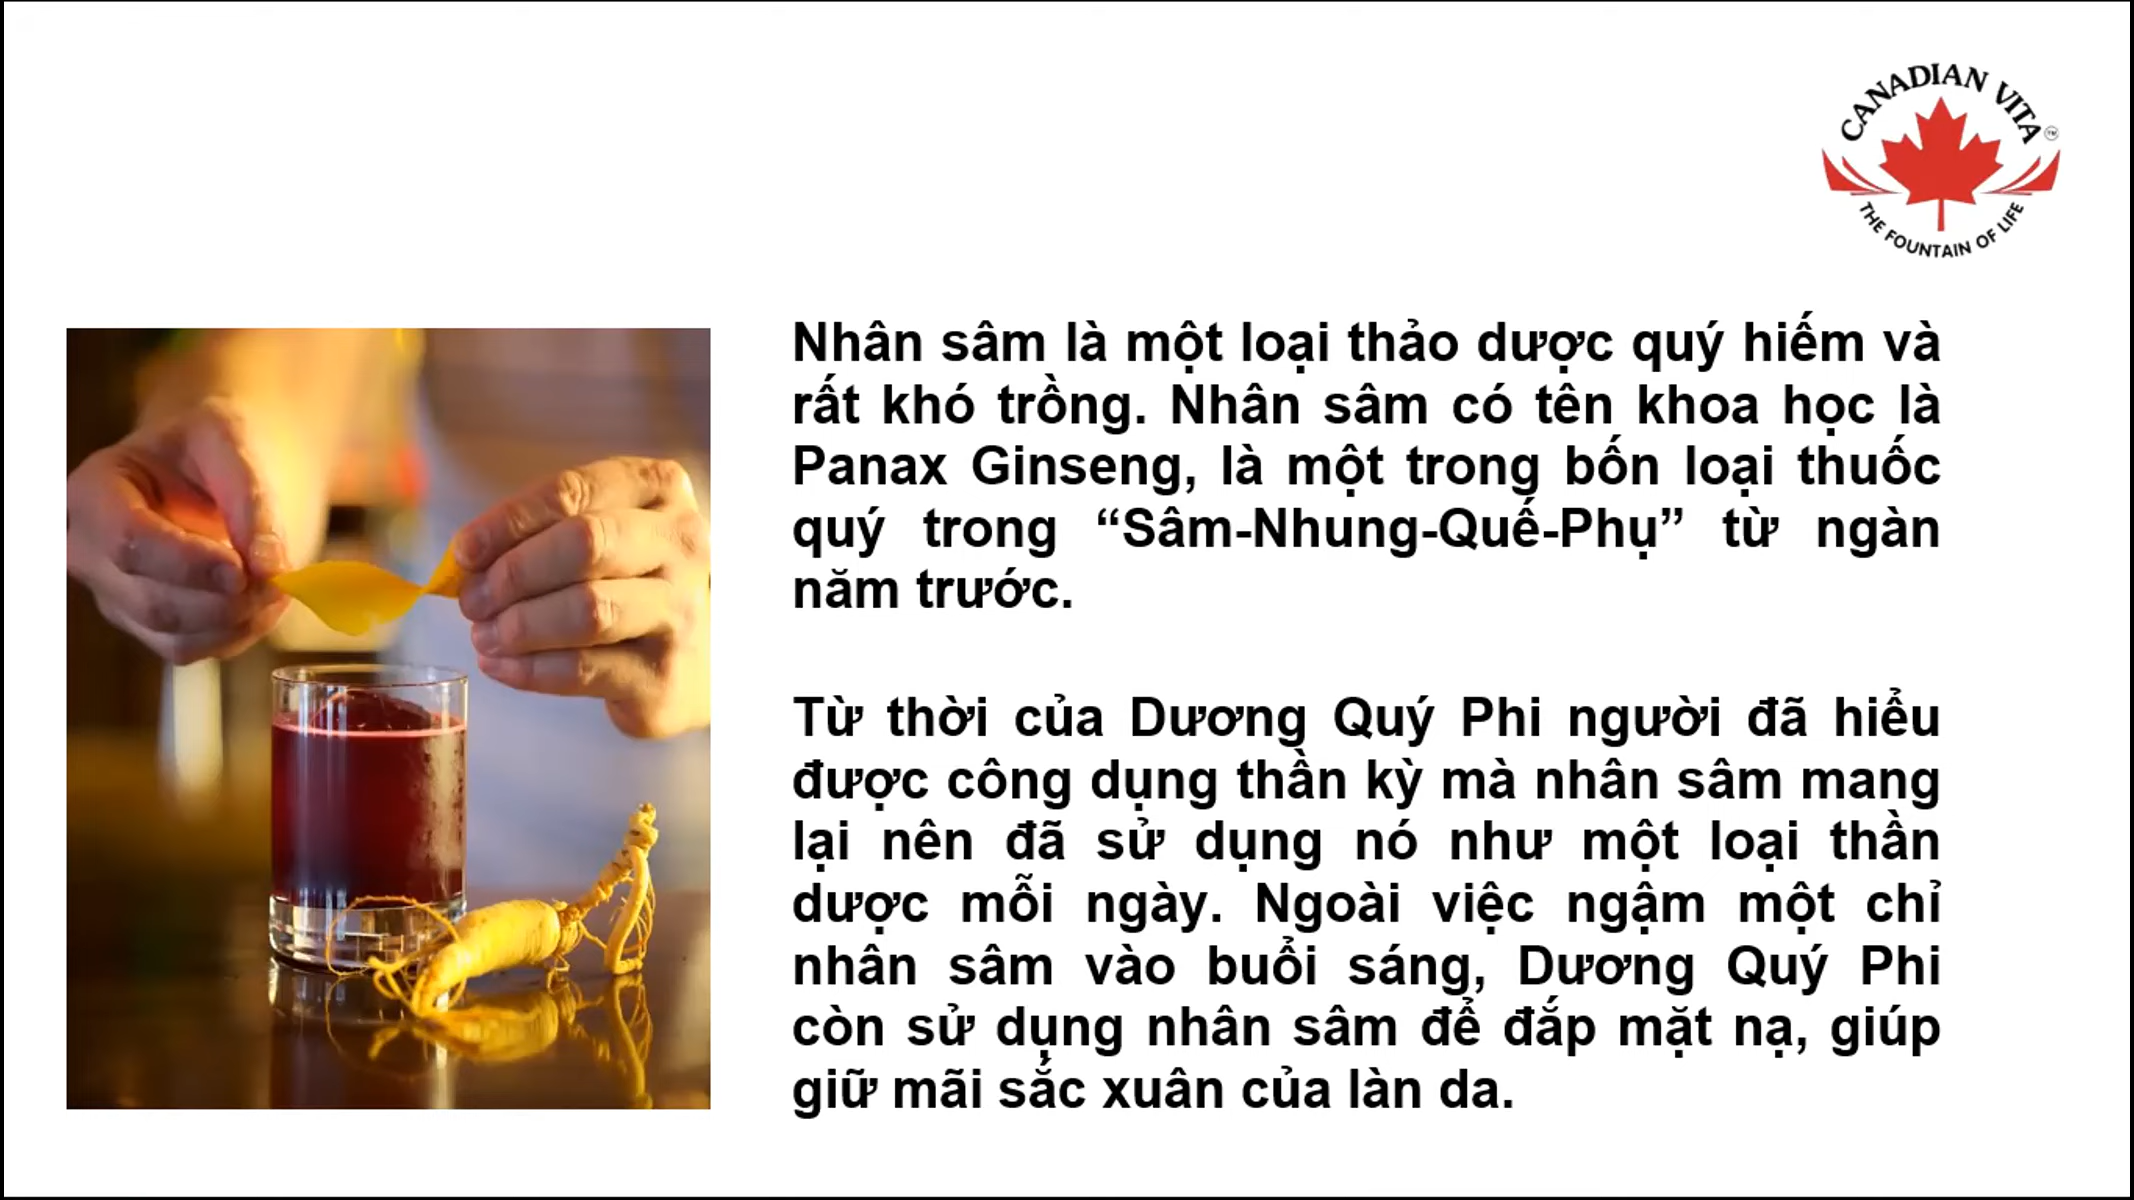 CANADIAN VITA
TM
THE FOUNTAIN OF LIFE
Nhân sâm là một loại thảo dược quý hiếm và
rất khó trồng. Nhân sâm có tên khoa học là
Panax Ginseng, là một trong bốn loại thuốc
quý trong “Sâm-Nhung-Quế-Phụ” từ ngàn
năm trước.
Từ thời của Dương Quý Phi người đã hiểu
được công dụng thần kỳ mà nhân sâm mang
lại nên đã sử dụng nó như một loại thần
dược mỗi ngày. Ngoài việc ngậm một chỉ
nhân sâm vào buổi sáng, Dương Quý Phi
còn sử dụng nhân sâm để đắp mặt nạ, giúp
giữ mãi sắc xuân của làn da.